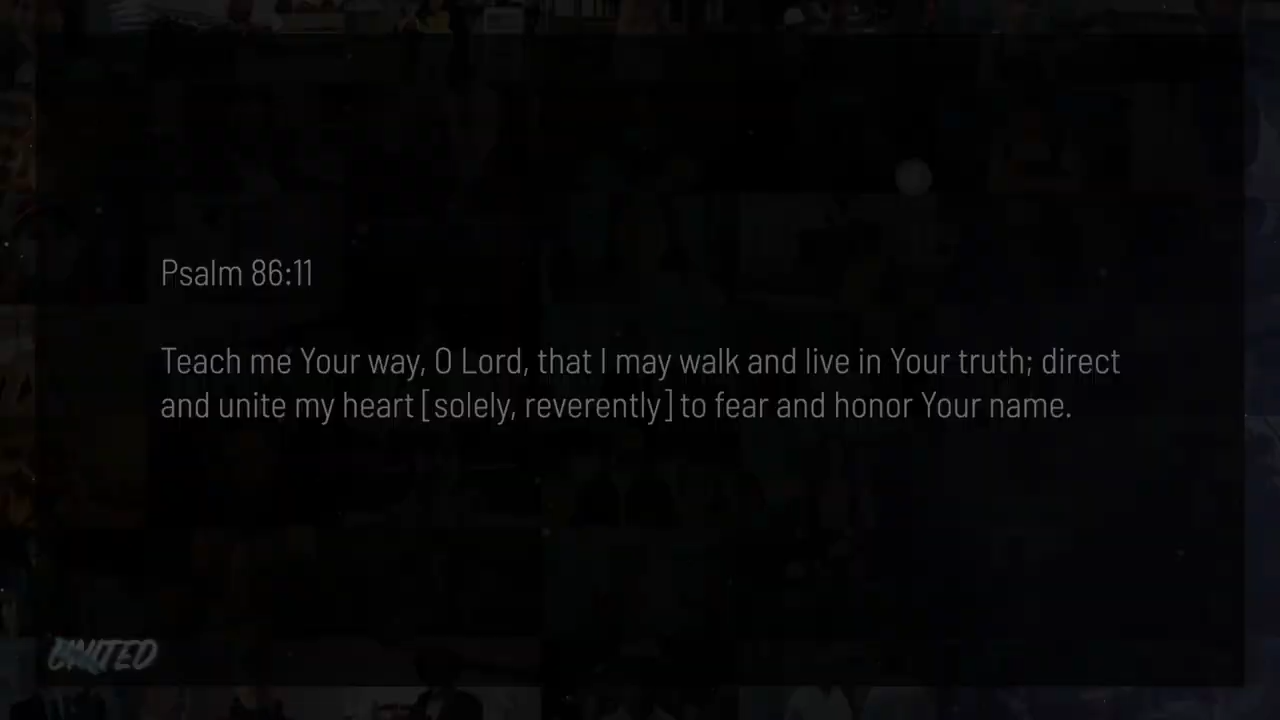 Psalm 86:11
Teach me Your way, O Lord, that I may walk and live in Your truth; direct
and unite my heart [solely, reverently] to fear and honor Your name.
UNITED